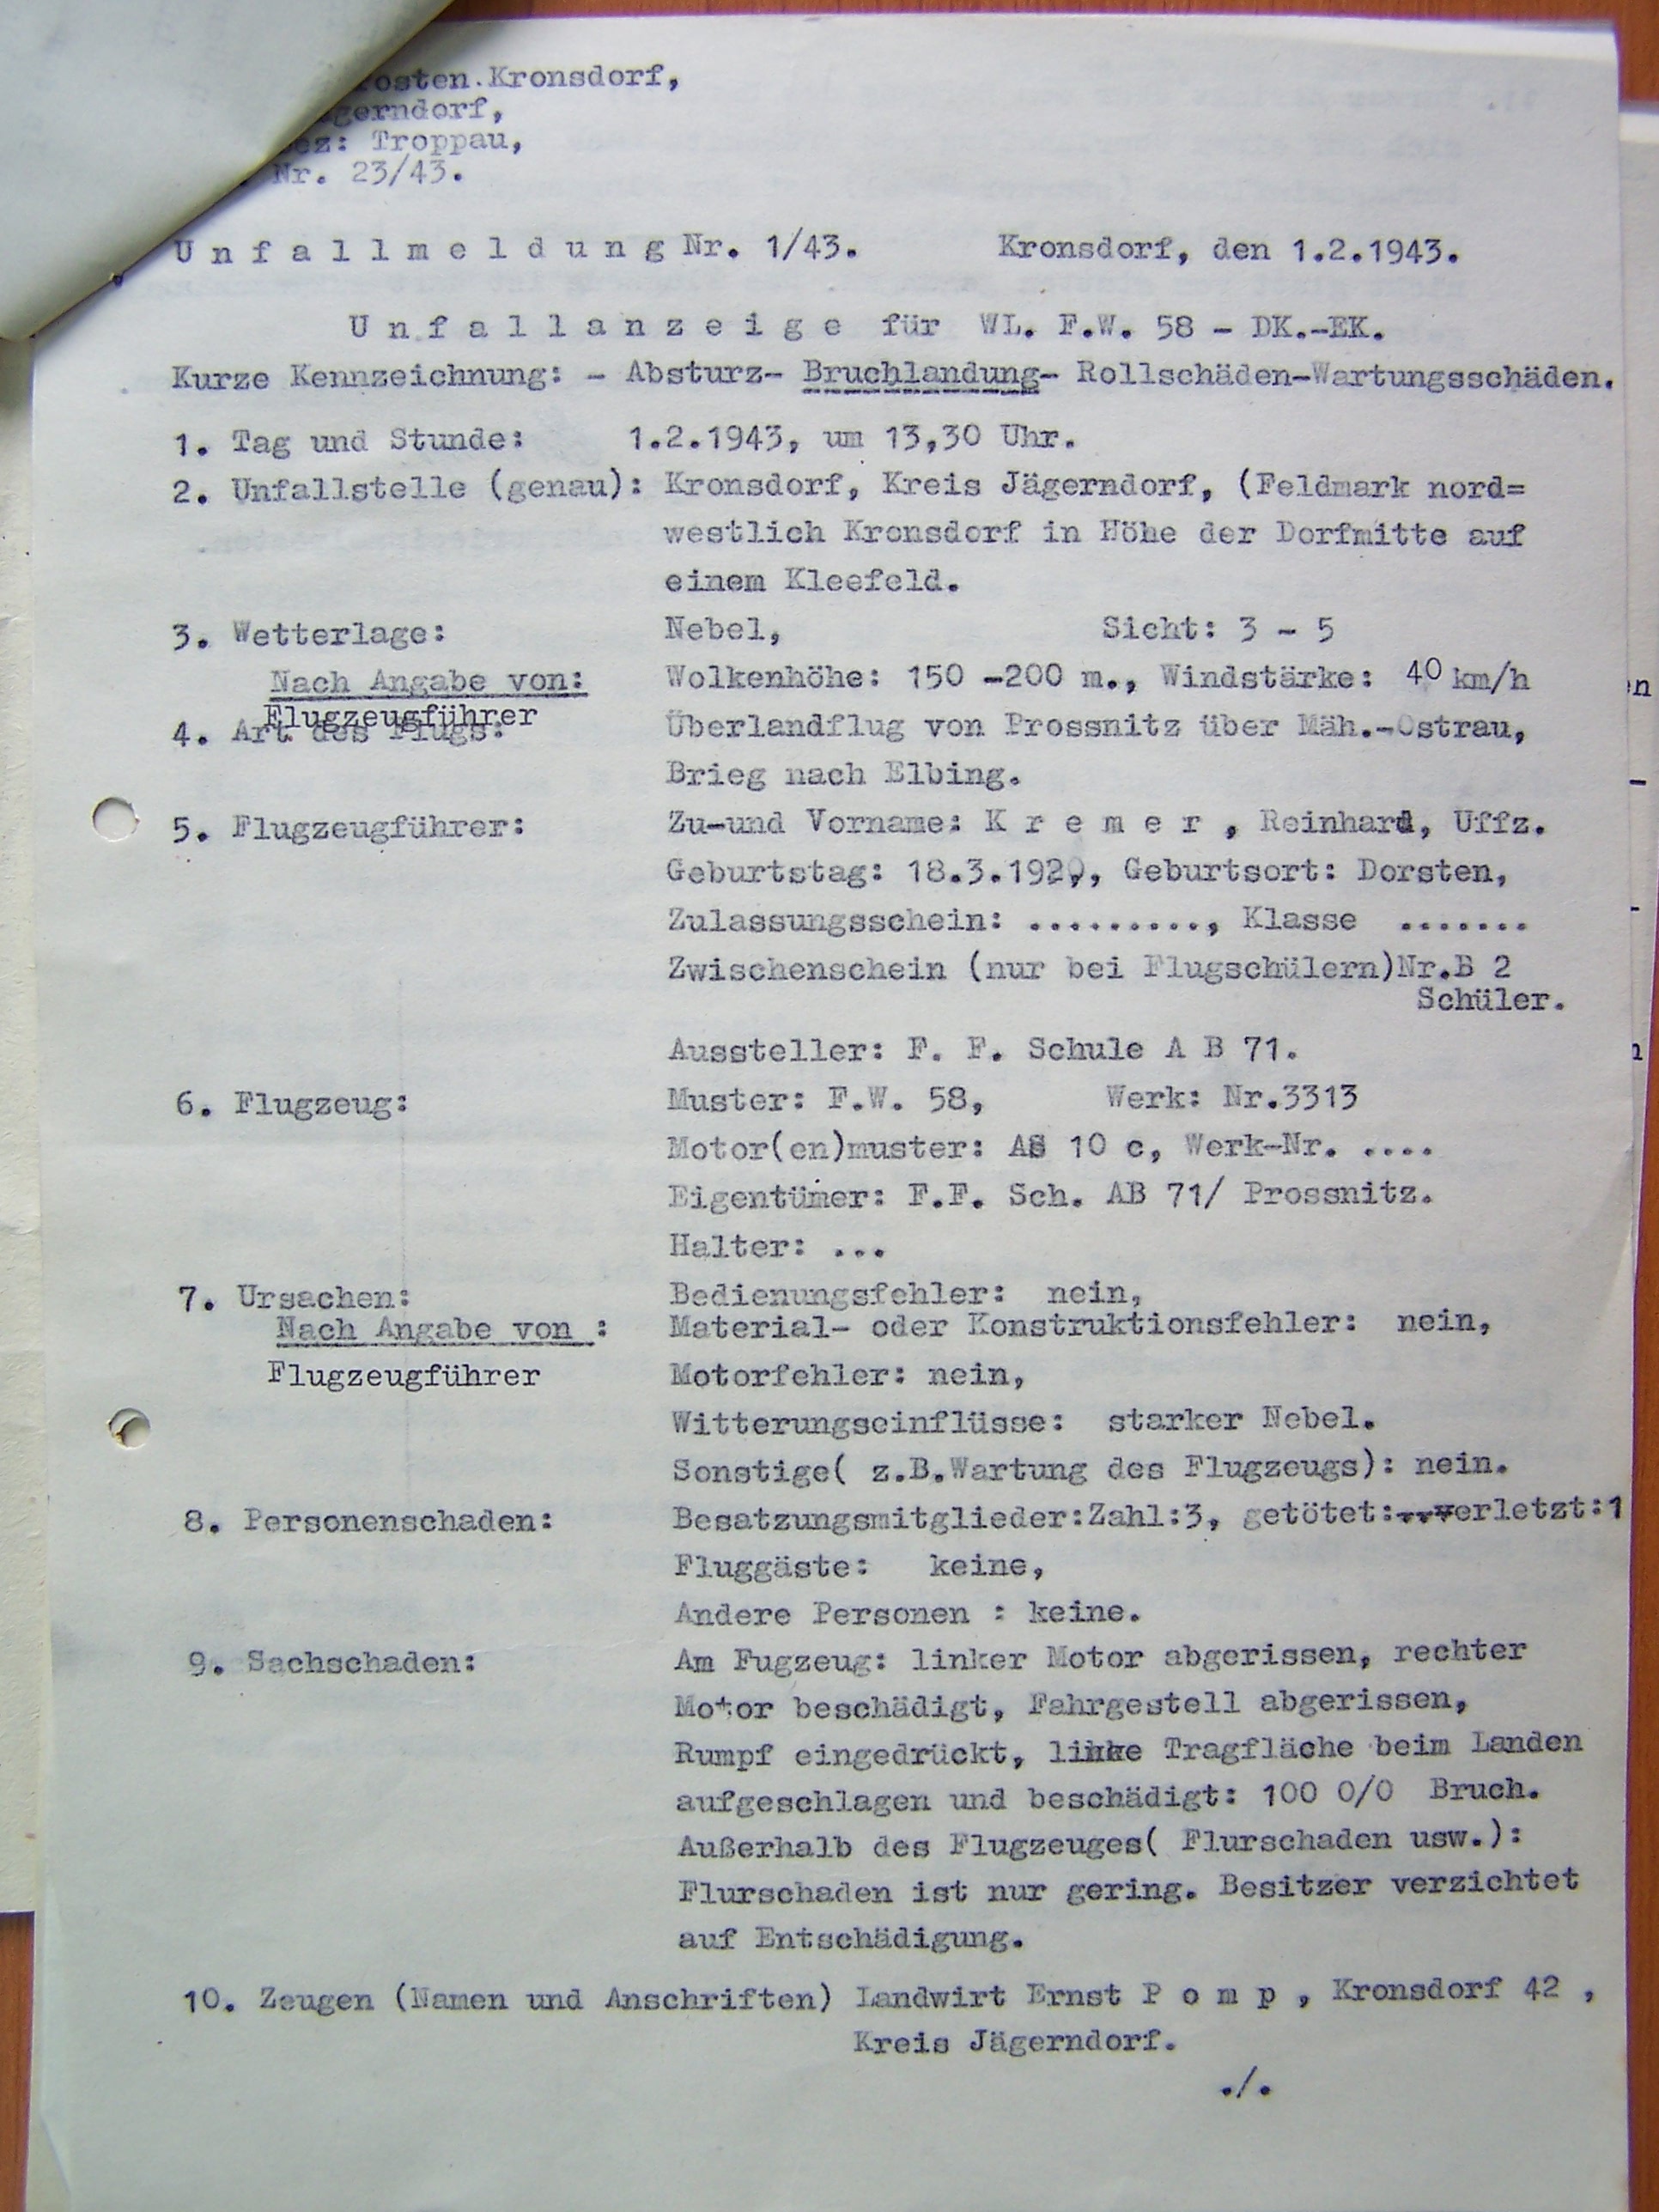 rosten.Kronsdorf,
gerndorf,
ez: Troppau,
Nr. 23/43.
U n f a l l m e l d u n g Nr. 1/43. Kronsdorf, den 1.2.1943.
U n f a l l a n z e i g e für WL. F.W. 58 - DK.-EK.
Kurze Kennzeichnung: - Absturz- Bruchlandung- Rollschäden-Wartungsschäden.
1. Tag und Stunde: 1.2.1943, um 13,30 Uhr.
2. Unfallstelle (genau): Kronsdorf, Kreis Jägerndorf, (Feldmark nord=
westlich Kronsdorf in Höhe der Dorfmitte auf
einem Kleefeld.
3. Wetterlage: Nebel, Sicht: 3 - 5
Nach Angabe von: Wolkenhöhe: 150 -200 m., Windstärke: 40 km/h
Flugzeugführer
4. Art des Flugs: Überlandflug von Prossnitz über Mäh.-Ostrau,
Brieg nach Elbing.
5. Flugzeugführer: Zu-und Vorname: K r e m e r , Reinhard, Uffz.
Geburtstag: 18.3.1920, Geburtsort: Dorsten,
Zulassungsschein: .........., Klasse .......
Zwischenschein (nur bei Flugschülern)Nr.B 2
Schüler.
Aussteller: F. F. Schule A B 71.
6. Flugzeug: Muster: F.W. 58, Werk: Nr.3313
Motor(en)muster: AS 10 c, Werk-Nr. ....
Eigentümer: F.F. Sch. AB 71/ Prossnitz.
Halter: ...
7. Ursachen: Bedienungsfehler: nein,
Nach Angabe von : Material- oder Konstruktionsfehler: nein,
Flugzeugführer Motorfehler: nein,
Witterungseinflüsse: starker Nebel.
Sonstige( z.B.Wartung des Flugzeugs): nein.
8. Personenschaden: Besatzungsmitglieder:Zahl:3, getötet:--verletzt:1
Fluggäste: keine,
Andere Personen : keine.
9. Sachschaden: Am Fugzeug: linker Motor abgerissen, rechter
Motor beschädigt, Fahrgestell abgerissen,
Rumpf eingedrückt, linke Tragfläche beim Landen
aufgeschlagen und beschädigt: 100 0/0 Bruch.
Außerhalb des Flugzeuges( Flurschaden usw.):
Flurschaden ist nur gering. Besitzer verzichtet
auf Entschädigung.
10. Zeugen (Namen und Anschriften) Landwirt Ernst P o m p , Kronsdorf 42 ,
Kreis Jägerndorf.
./.